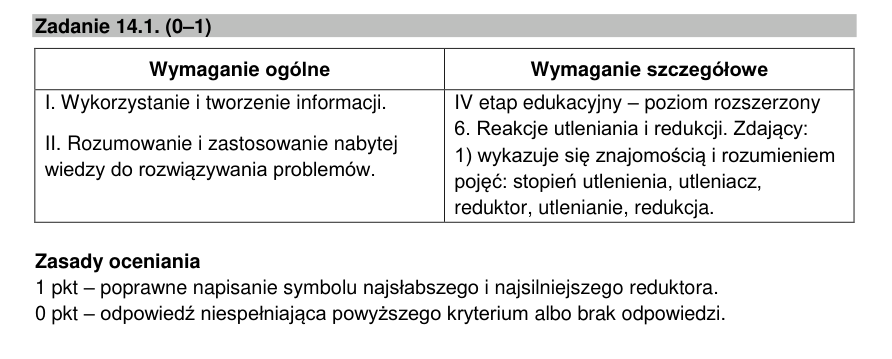 Zadanie 14.1. (0–1)
Wymaganie ogólne
Wymaganie szczegółowe
I. Wykorzystanie i tworzenie informacji.
II. Rozumowanie i zastosowanie nabytej
wiedzy do rozwiązywania problemów.
IV etap edukacyjny – poziom rozszerzony
6. Reakcje utleniania i redukcji. Zdający:
1) wykazuje się znajomością i rozumieniem
pojęć: stopień utlenienia, utleniacz,
reduktor, utlenianie, redukcja.
Zasady oceniania
1 pkt – poprawne napisanie symbolu najsłabszego i najsilniejszego reduktora.
0 pkt – odpowiedź niespełniająca powyższego kryterium albo brak odpowiedzi.